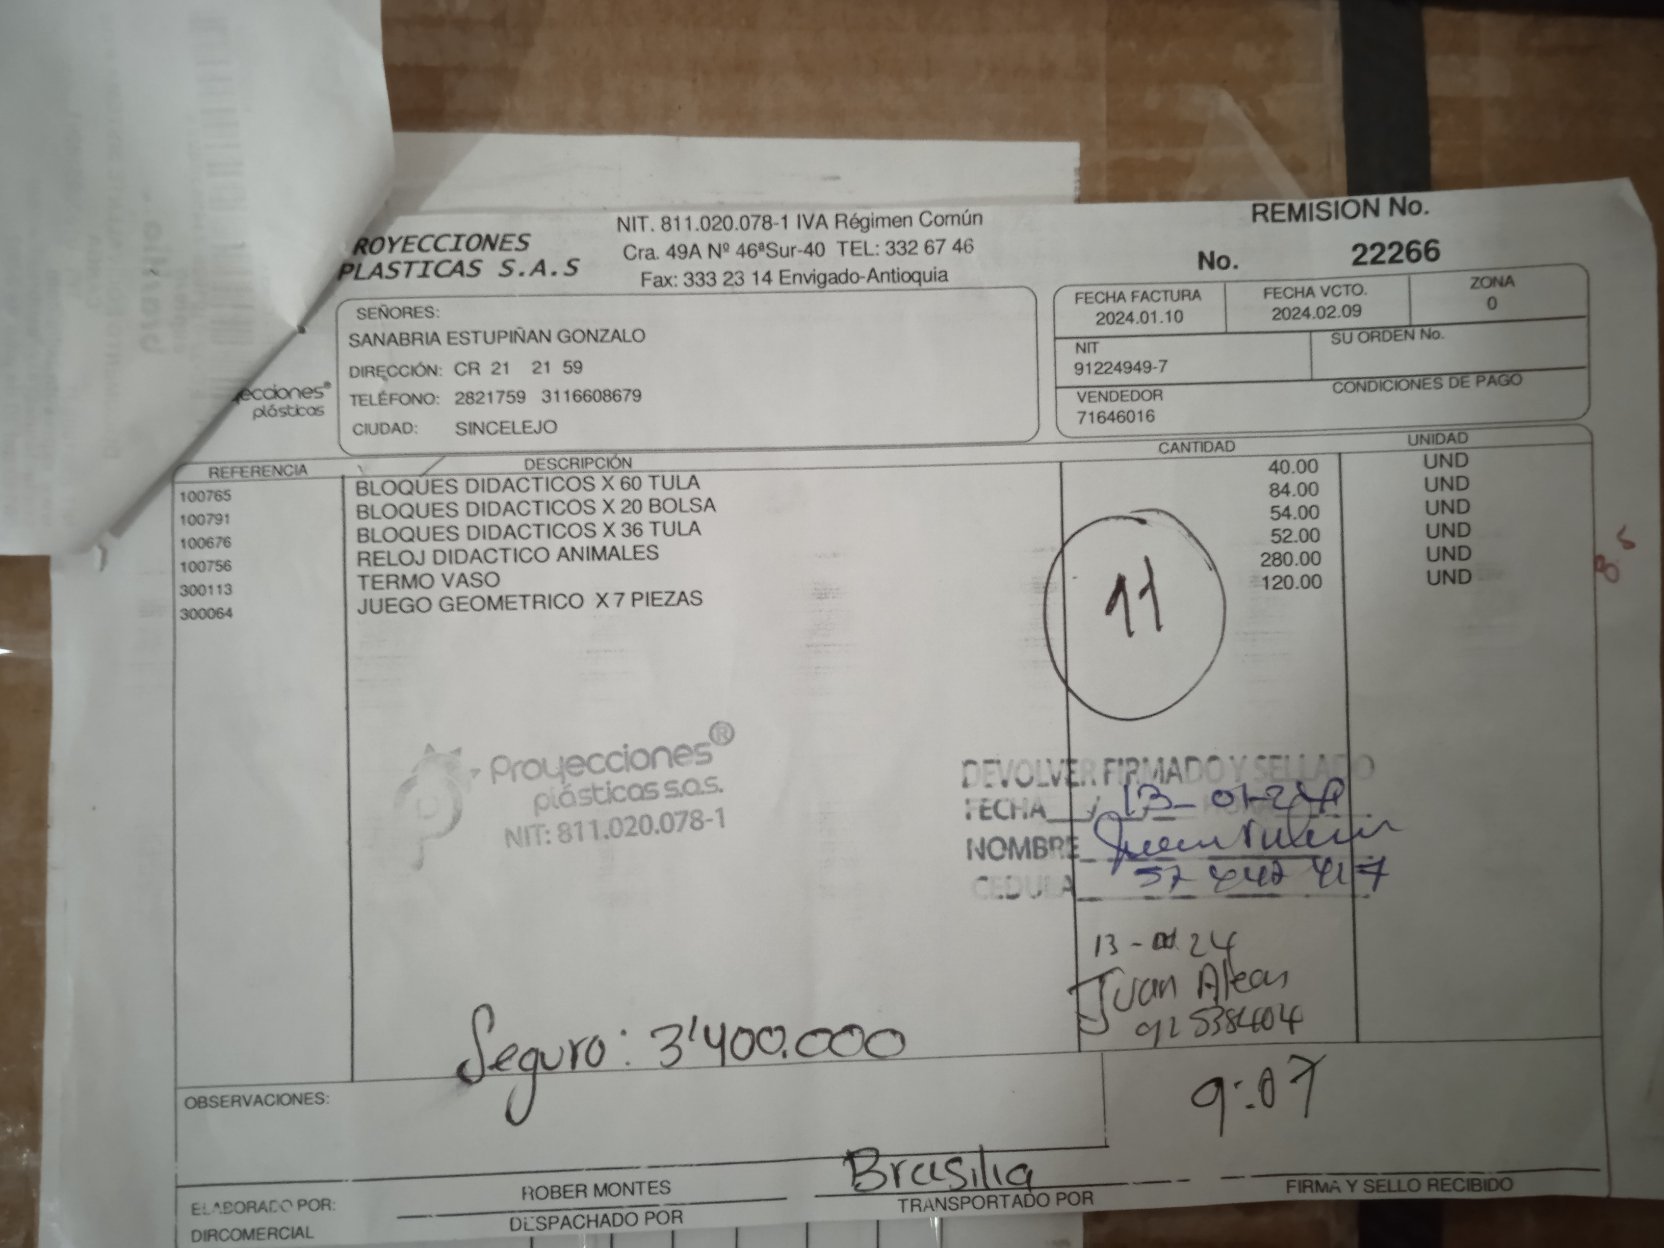 NIT. 811.020.078-1 IVA Régimen Común
Cra. 49A Nº 46ªSur-40 TEL: 332 67 46
Fax: 333 23 14 Envigado-Antioquia
ROYECCIONES
PLASTICAS S.A.S
REMISION No.
No. 22266
SEÑORES:
SANABRIA ESTUPIÑAN GONZALO
DIRECCIÓN: CR 21 21 59
TELÉFONO: 2821759 3116608679
CIUDAD: SINCELEJO
ecciones®
plásticas
FECHA FACTURA FECHA VCTO. ZONA
2024.01.10 2024.02.09 0
NIT SU ORDEN No.
91224949-7
VENDEDOR CONDICIONES DE PAGO
71646016
REFERENCIA DESCRIPCIÓN CANTIDAD UNIDAD
100765 BLOQUES DIDACTICOS X 60 TULA 40.00 UND
100791 BLOQUES DIDACTICOS X 20 BOLSA 84.00 UND
100676 BLOQUES DIDACTICOS X 36 TULA 54.00 UND
100756 RELOJ DIDACTICO ANIMALES 52.00 UND
300113 TERMO VASO 280.00 UND
300064 JUEGO GEOMETRICO X 7 PIEZAS 120.00 UND
11
Proyecciones®
plásticas s.a.s.
NIT: 811.020.078-1
DEVOLVER FIRMADO Y SELLADO
FECHA 13-01-24
NOMBRE
CEDULA
13 - 24
Juan
Seguro: 3'400.000
9:07
OBSERVACIONES:
Brasilia
ELABORADO POR: ROBER MONTES TRANSPORTADO POR FIRMA Y SELLO RECIBIDO
DIRCOMERCIAL DESPACHADO POR